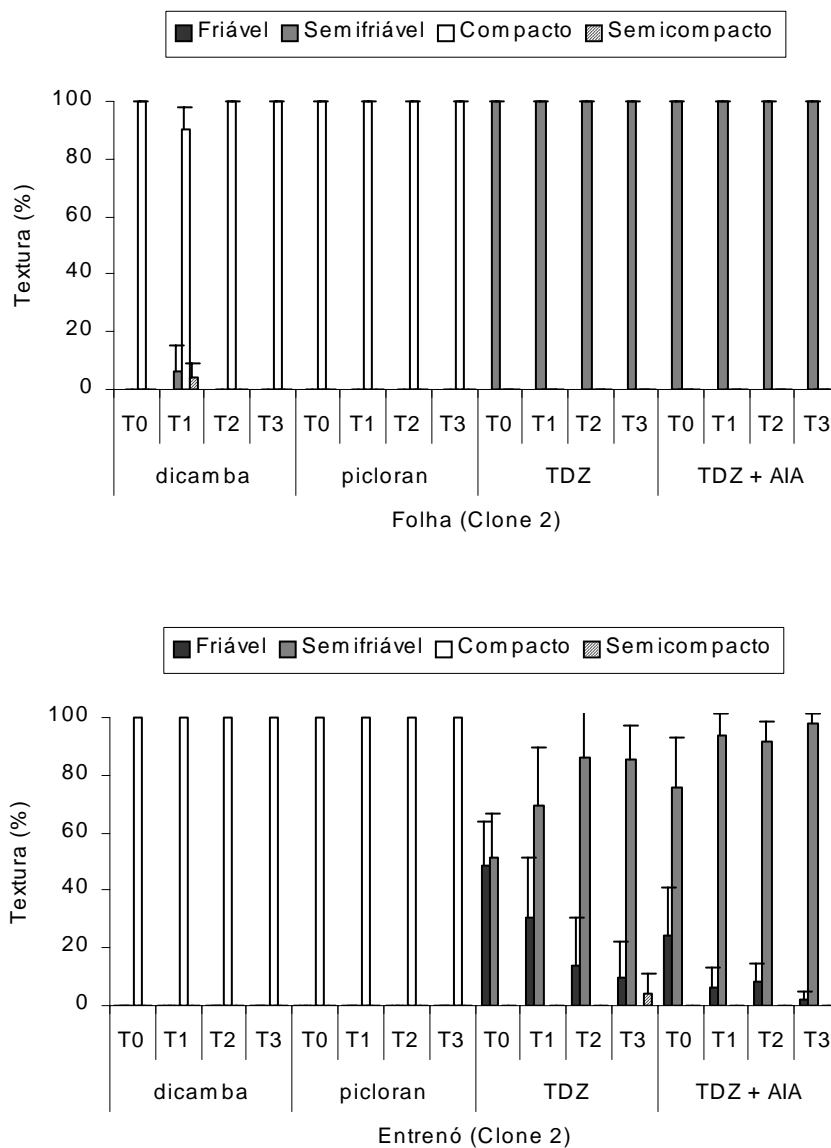 Friável Semifriável Compacto Semicompacto
100
80
60
40
20
0
Textura (%)
T0 T1 T2 T3 T0 T1 T2 T3 T0 T1 T2 T3 T0 T1 T2 T3
dicamba picloran TDZ TDZ + AIA
Folha (Clone 2)
Friável Semifriável Compacto Semicompacto
100
80
60
40
20
0
Textura (%)
T0 T1 T2 T3 T0 T1 T2 T3 T0 T1 T2 T3 T0 T1 T2 T3
dicamba picloran TDZ TDZ + AIA
Entrenó (Clone 2)